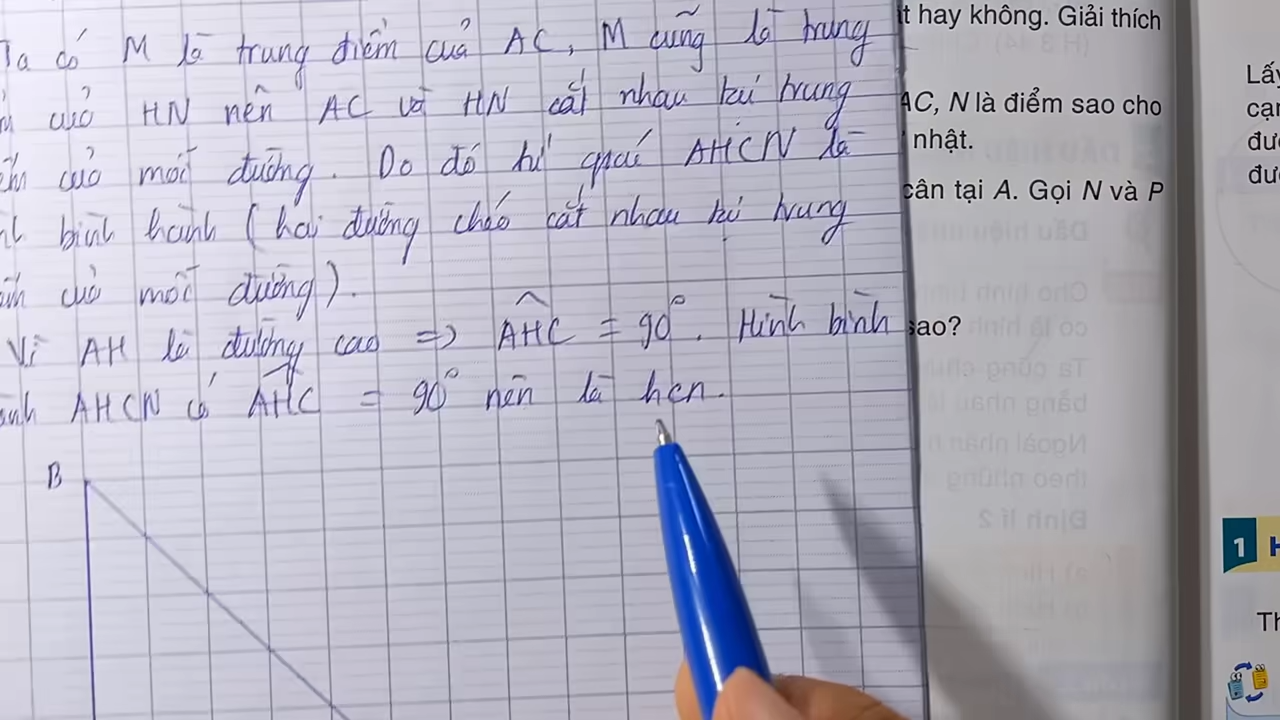 Ta có M là trung điểm của AC, M cũng là trung
của HN nên AC và HN cắt nhau tại trung
của mỗi đường. Do đó tứ giác AHCN là
bình hành (hai đường chéo cắt nhau tại trung
của mỗi đường).
Vì AH là đường cao => AHC = 90°. Hình bình
AHCN có AHC = 90° nên là hcn.
B
t hay không. Giải thích
AC, N là điểm sao cho
nhật.
cân tại A. Gọi N và P
sao?
Lấy
đư
đượ
1 H
Th